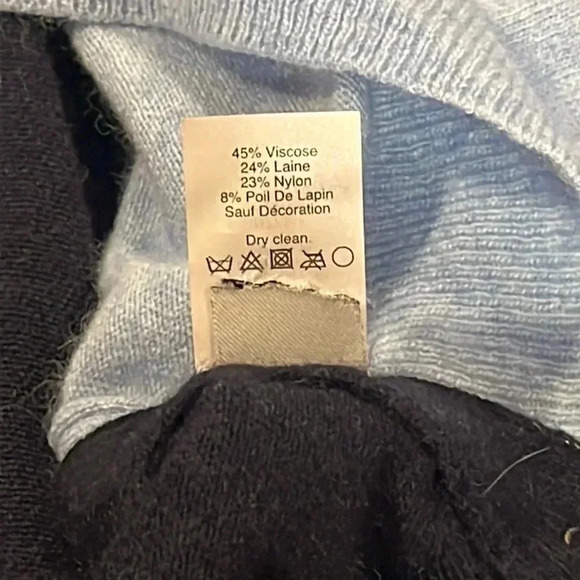 45% Viscose
24% Laine
23% Nylon
8% Poil De Lapin
Sauf Décoration
Dry clean.